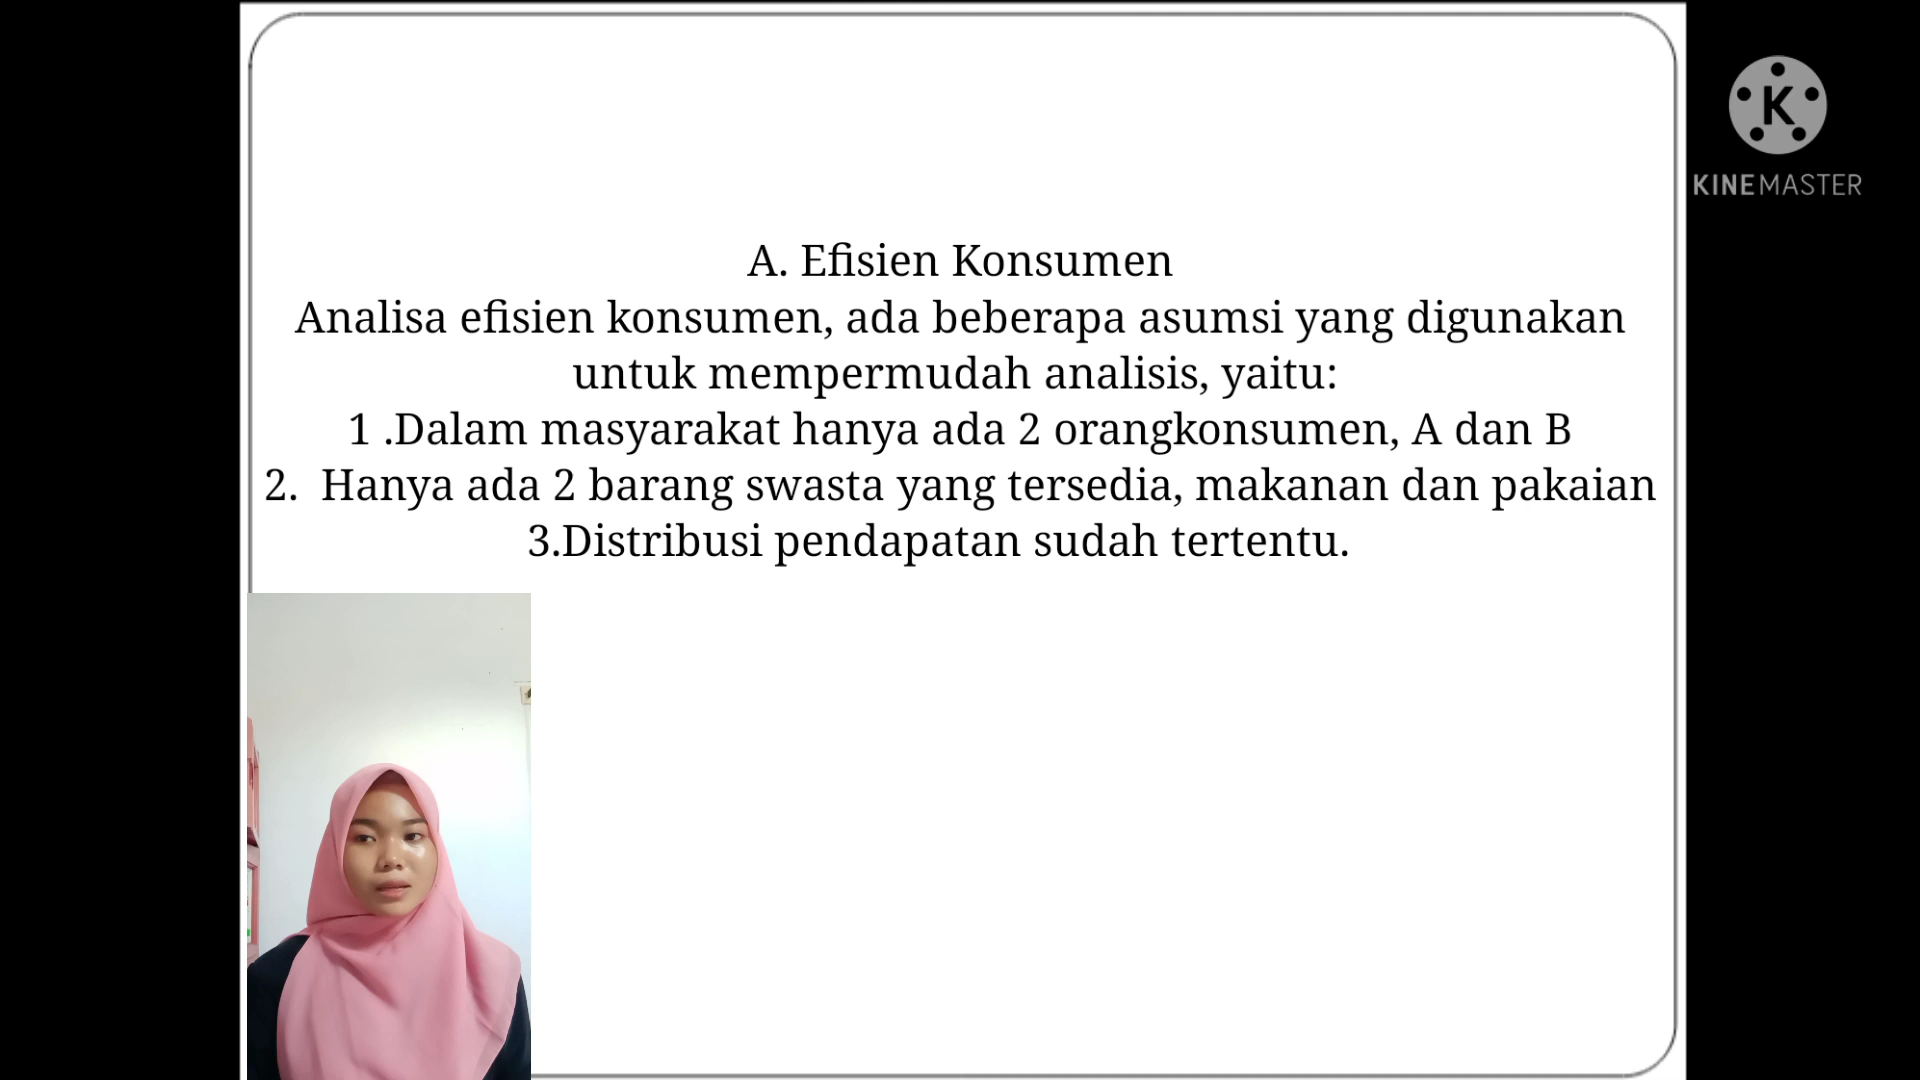 A. Efisien Konsumen
Analisa efisien konsumen, ada beberapa asumsi yang digunakan
untuk mempermudah analisis, yaitu:
1 .Dalam masyarakat hanya ada 2 orangkonsumen, A dan B
2.  Hanya ada 2 barang swasta yang tersedia, makanan dan pakaian
3.Distribusi pendapatan sudah tertentu.
K
KINEMASTER